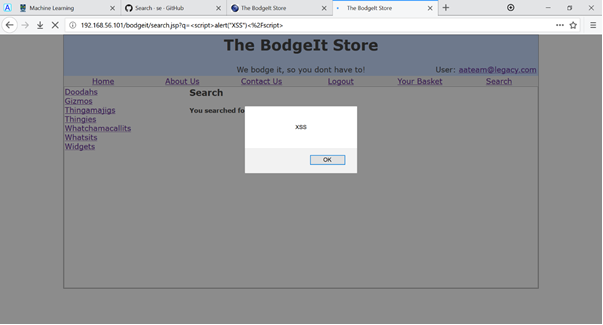 Machine Learning
Search · se · GitHub
The BodgeIt Store
The BodgeIt Store
192.168.56.101/bodgeit/search.jsp?q=<script>alert("XSS")<%2Fscript>
The BodgeIt Store
We bodge it, so you dont have to!
User: aateam@legacy.com
Home
About Us
Contact Us
Logout
Your Basket
Search
Doodahs
Gizmos
Thingamajigs
Thingies
Whatchamacallits
Whatsits
Widgets
Search
You searched fo
XSS
OK